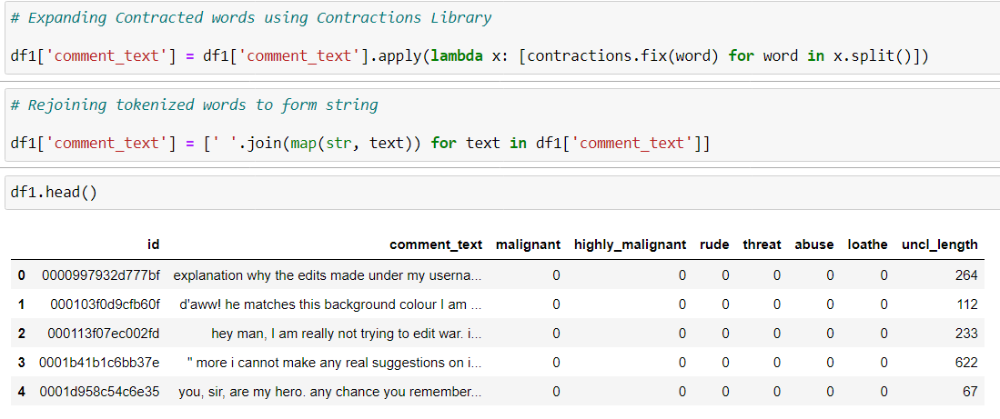 # Expanding Contracted words using Contractions Library
df1['comment_text'] = df1['comment_text'].apply(lambda x: [contractions.fix(word) for word in x.split()])
# Rejoining tokenized words to form string
df1['comment_text'] = [' '.join(map(str, text)) for text in df1['comment_text']]
df1.head()
id comment_text malignant highly_malignant rude threat abuse loathe uncl_length
0 0000997932d777bf explanation why the edits made under my userna... 0 0 0 0 0 0 264
1 000103f0d9cfb60f d'aww! he matches this background colour I am ... 0 0 0 0 0 0 112
2 000113f07ec002fd hey man, I am really not trying to edit war. i... 0 0 0 0 0 0 233
3 0001b41b1c6bb37e " more i cannot make any real suggestions on i... 0 0 0 0 0 0 622
4 0001d958c54c6e35 you, sir, are my hero. any chance you remember... 0 0 0 0 0 0 67